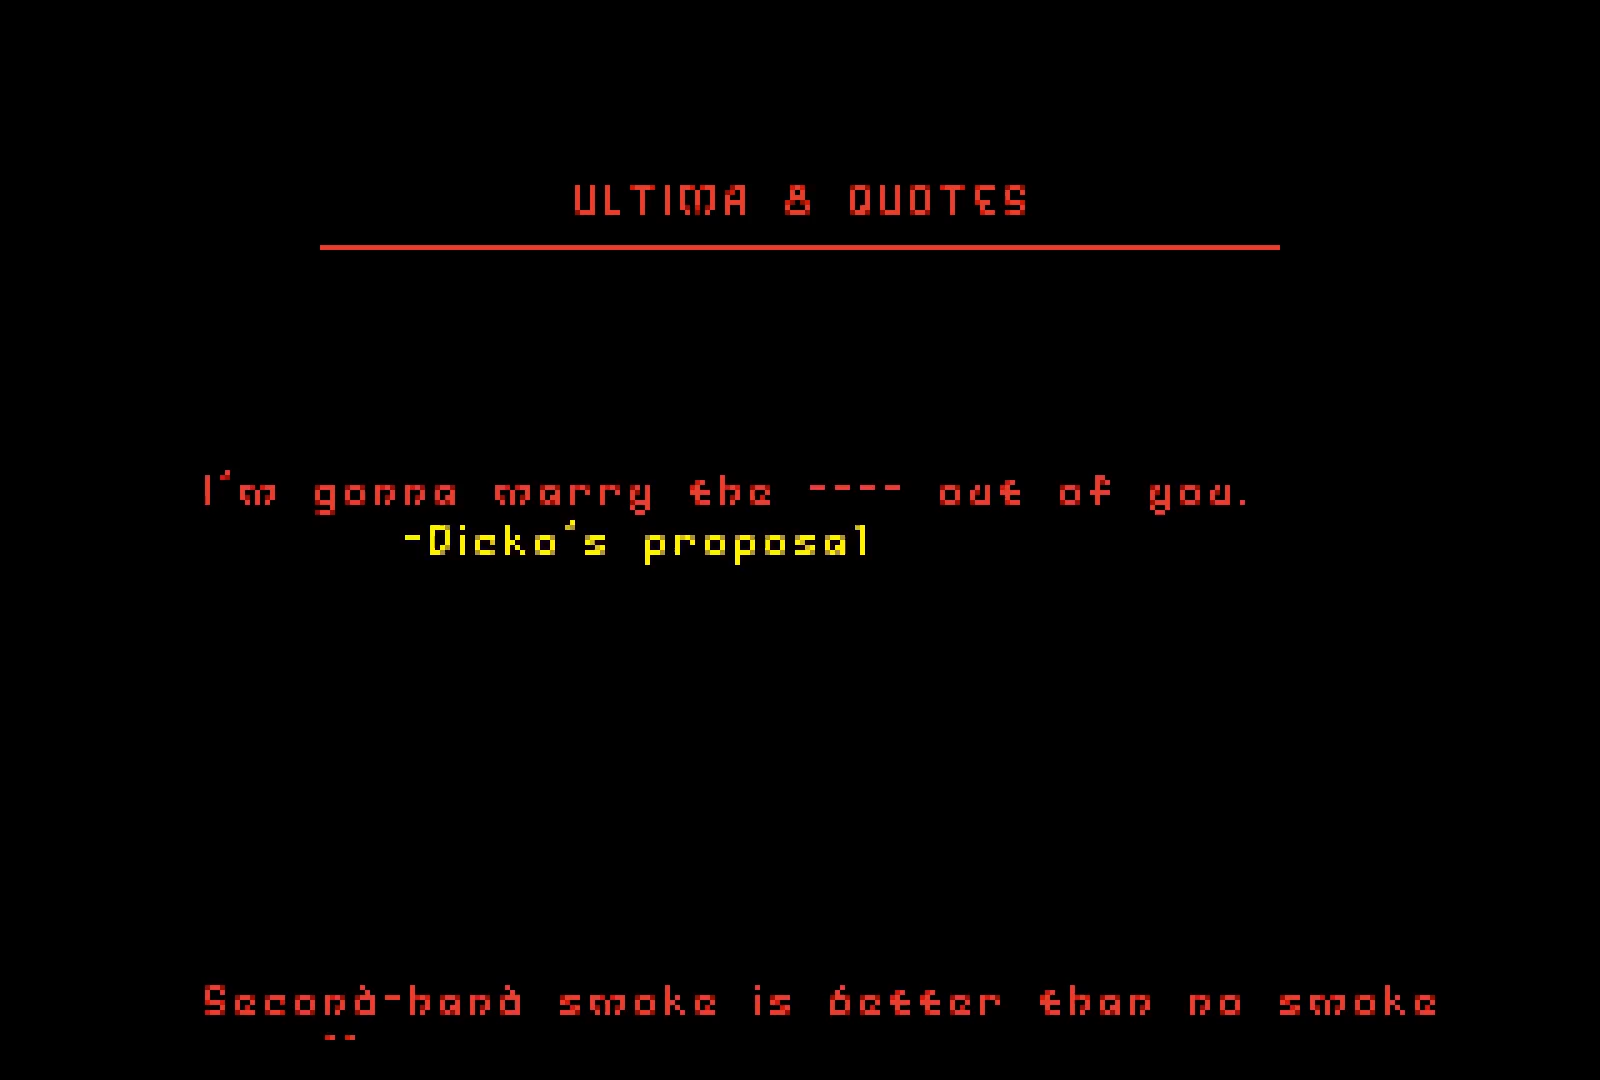 ULTIMA 8 QUOTES
I'm gonna marry the ---- out of you.
-Dicko's proposal
Second-hand smoke is better than no smoke